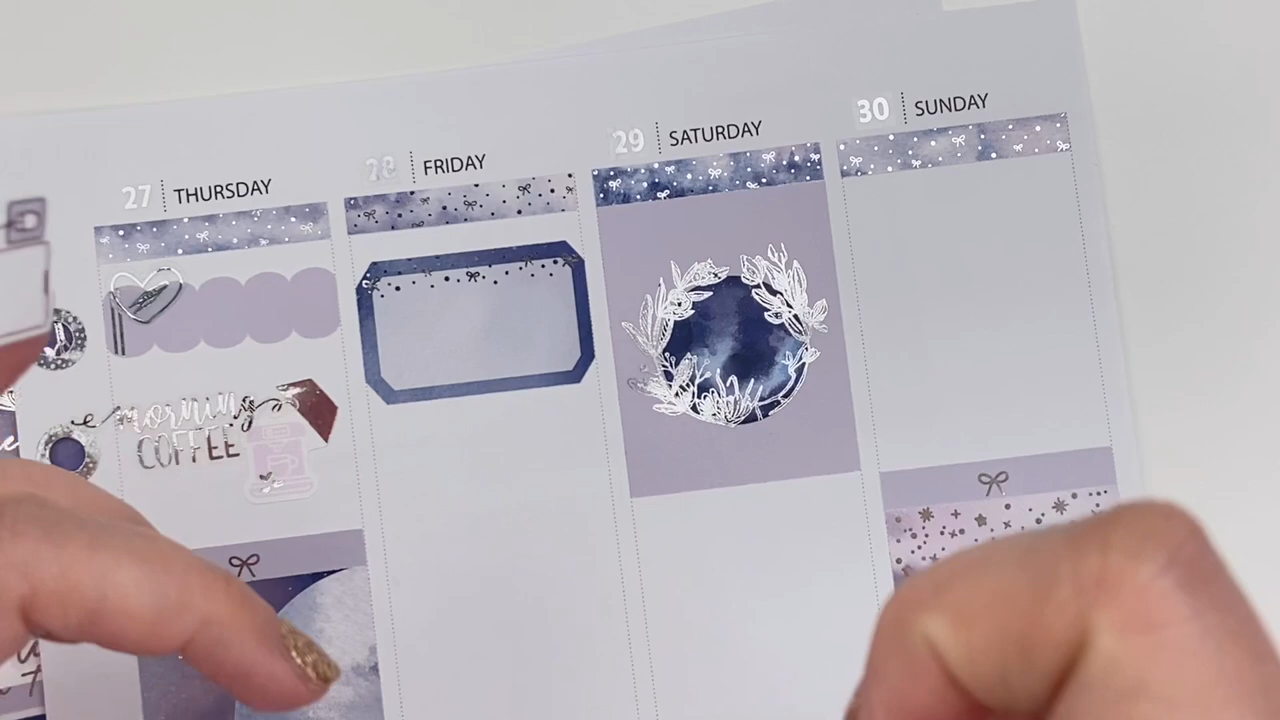 27 THURSDAY
28 FRIDAY
29 SATURDAY
30 SUNDAY
morning
COFFEE